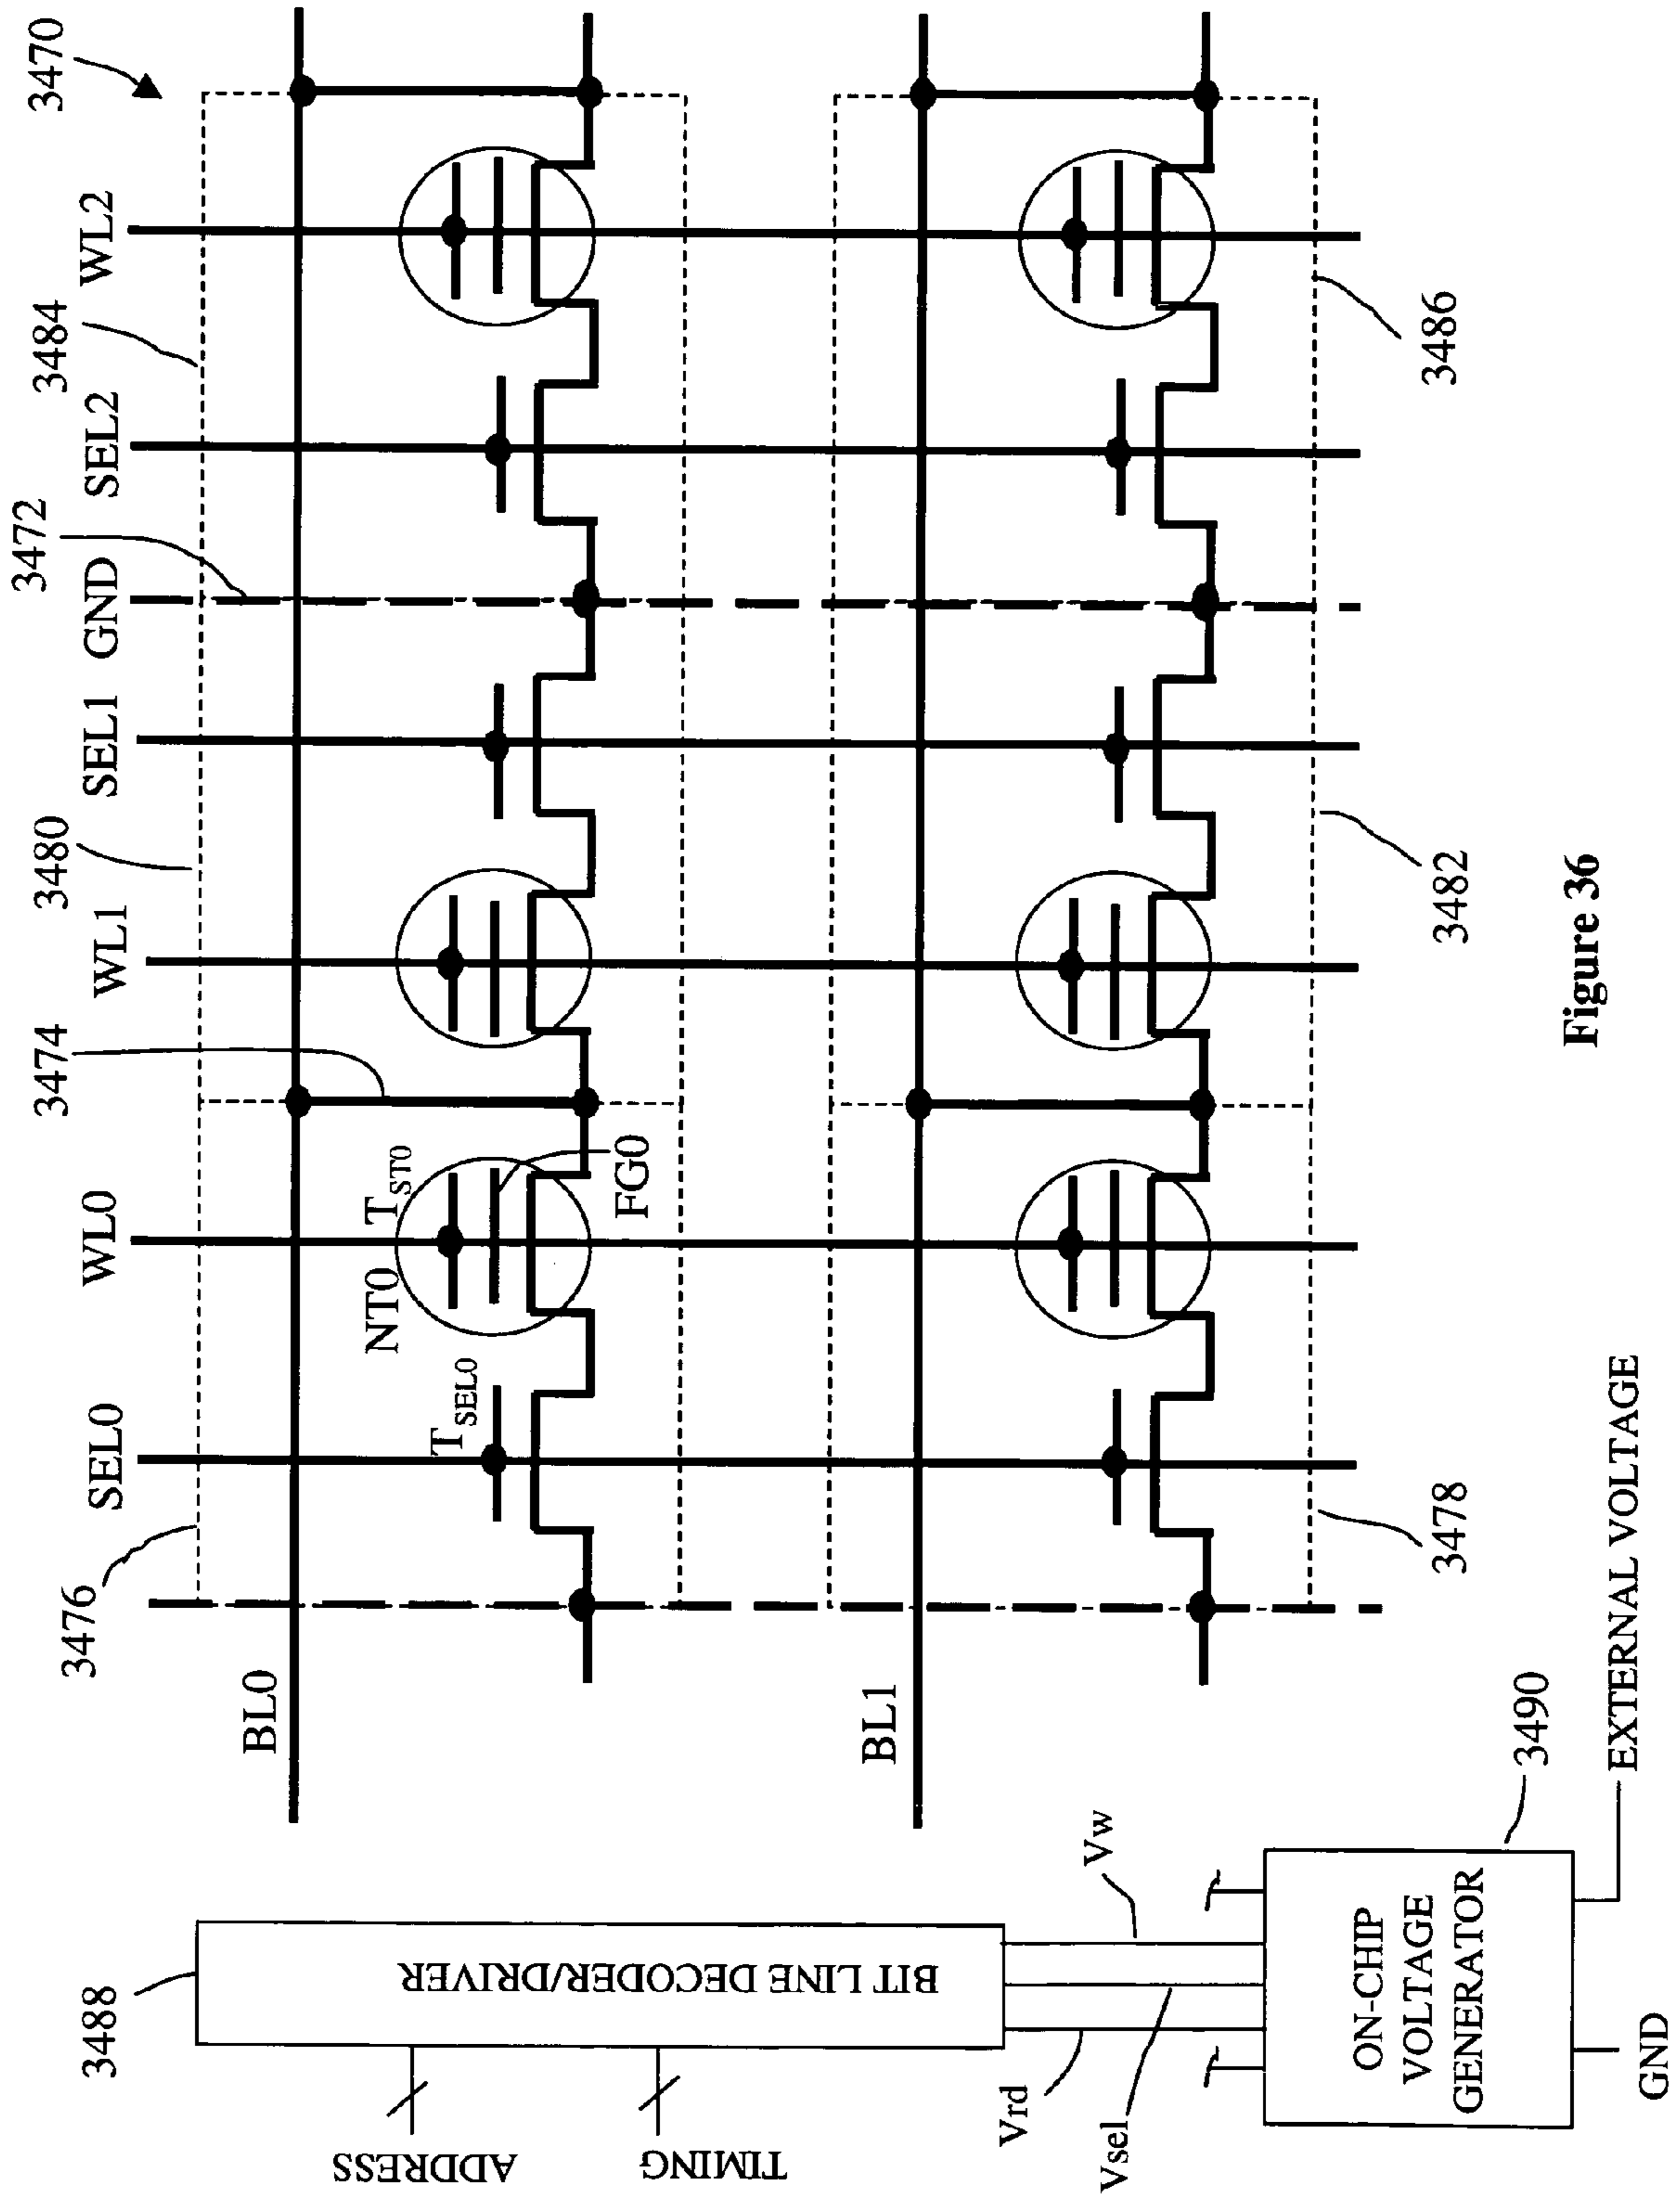 3470
3476
SEL0
WL0
3474
WL1
3480
SEL1
GND
3472
SEL2
3484
WL2
BL0
T_SEL0
NT0
T_ST0
FG0
BL1
3478
3482
3486
3488
BIT LINE DECODER/DRIVER
ADDRESS
TIMING
Vrd
Vsel
Vw
ON-CHIP
VOLTAGE
GENERATOR
3490
GND
EXTERNAL VOLTAGE
Figure 36